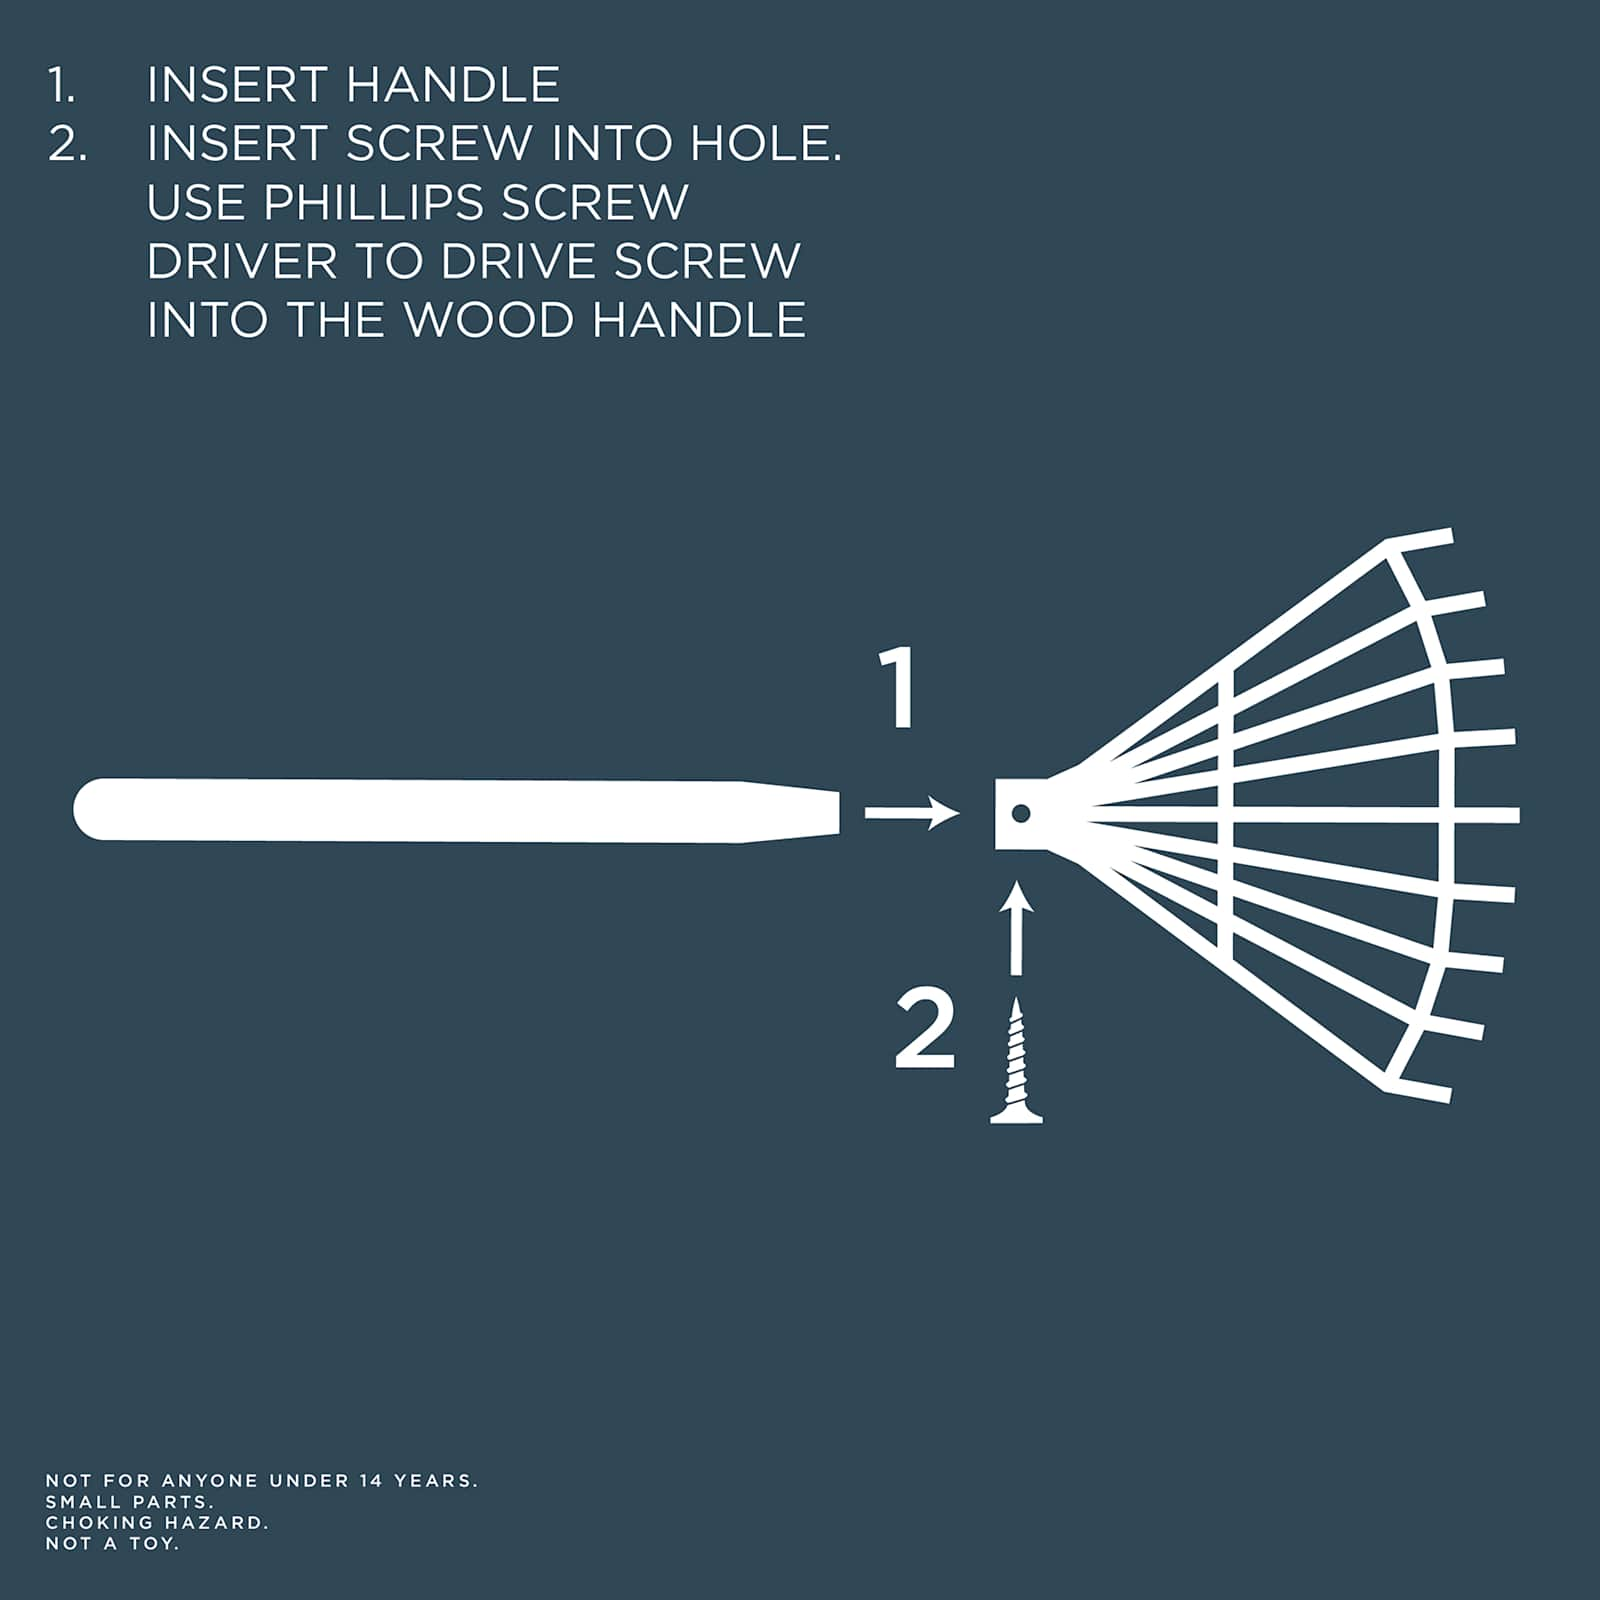 1. INSERT HANDLE
2. INSERT SCREW INTO HOLE.
USE PHILLIPS SCREW
DRIVER TO DRIVE SCREW
INTO THE WOOD HANDLE
1
2
NOT FOR ANYONE UNDER 14 YEARS.
SMALL PARTS.
CHOKING HAZARD.
NOT A TOY.